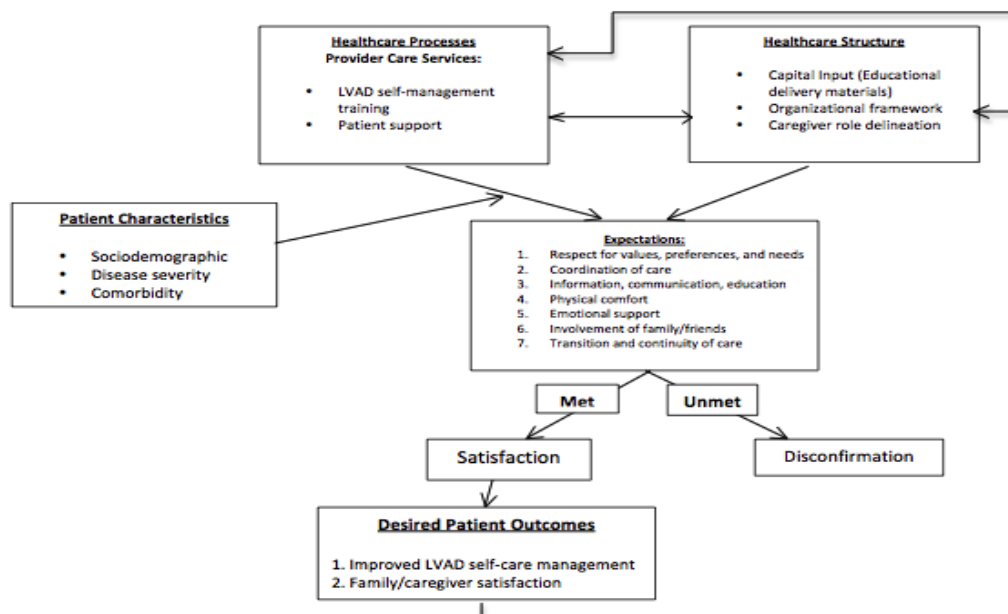 Healthcare Processes
Provider Care Services:
• LVAD self-management
training
• Patient support
Healthcare Structure
• Capital Input (Educational
delivery materials)
• Organizational framework
• Caregiver role delineation
Patient Characteristics
• Sociodemographic
• Disease severity
• Comorbidity
Expectations:
1. Respect for values, preferences, and needs
2. Coordination of care
3. Information, communication, education
4. Physical comfort
5. Emotional support
6. Involvement of family/friends
7. Transition and continuity of care
Met
Unmet
Satisfaction
Disconfirmation
Desired Patient Outcomes
1. Improved LVAD self-care management
2. Family/caregiver satisfaction